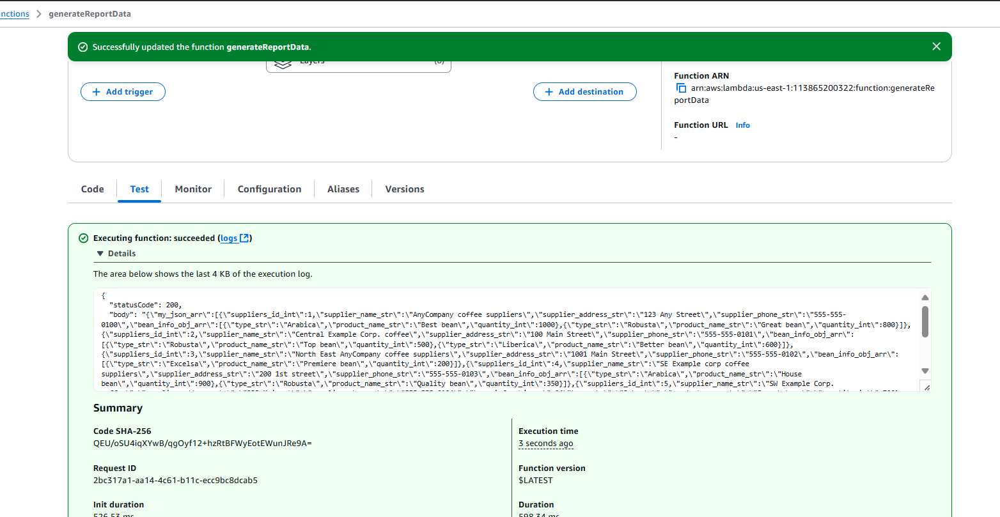 nctions > generateReportData
Successfully updated the function generateReportData.
Layers (0)
Add trigger
Add destination
Function ARN
arn:aws:lambda:us-east-1:113865200322:function:generateRe
portData
Function URL Info
-
Code Test Monitor Configuration Aliases Versions
Executing function: succeeded (logs)
Details
The area below shows the last 4 KB of the execution log.
{
"statusCode": 200,
"body": "{\"my_json_arr\":[{\"suppliers_id_int\":1,\"supplier_name_str\":\"AnyCompany coffee suppliers\",\"supplier_address_str\":\"123 Any Street\",\"supplier_phone_str\":\"555-555-
0100\",\"bean_info_obj_arr\":[{\"type_str\":\"Arabica\",\"product_name_str\":\"Best bean\",\"quantity_int\":1000},{\"type_str\":\"Robusta\",\"product_name_str\":\"Great bean\",\"quantity_int\":800}]},
{\"suppliers_id_int\":2,\"supplier_name_str\":\"Central Example Corp. coffee\",\"supplier_address_str\":\"100 Main Street\",\"supplier_phone_str\":\"555-555-0101\",\"bean_info_obj_arr\":
[{\"type_str\":\"Robusta\",\"product_name_str\":\"Top bean\",\"quantity_int\":500},{\"type_str\":\"Liberica\",\"product_name_str\":\"Better bean\",\"quantity_int\":600}]},
{\"suppliers_id_int\":3,\"supplier_name_str\":\"North East AnyCompany coffee suppliers\",\"supplier_address_str\":\"1001 Main Street\",\"supplier_phone_str\":\"555-555-0102\",\"bean_info_obj_arr\":
[{\"type_str\":\"Excelsa\",\"product_name_str\":\"Premiere bean\",\"quantity_int\":200}]},{\"suppliers_id_int\":4,\"supplier_name_str\":\"SE Example corp coffee
suppliers\",\"supplier_address_str\":\"200 1st street\",\"supplier_phone_str\":\"555-555-0103\",\"bean_info_obj_arr\":[{\"type_str\":\"Arabica\",\"product_name_str\":\"House
bean\",\"quantity_int\":900},{\"type_str\":\"Robusta\",\"product_name_str\":\"Quality bean\",\"quantity_int\":350}]},{\"suppliers_id_int\":5,\"supplier_name_str\":\"SW Example Corp.
Summary
Code SHA-256
QEU/oSU4iqXYwB/qgOyf12+hzRtBFWyEotEWunJRe9A=
Execution time
3 seconds ago
Request ID
2bc317a1-aa14-4c61-b11c-ecc9bc8dcab5
Function version
$LATEST
Init duration
526.53 ms
Duration
598.34 ms